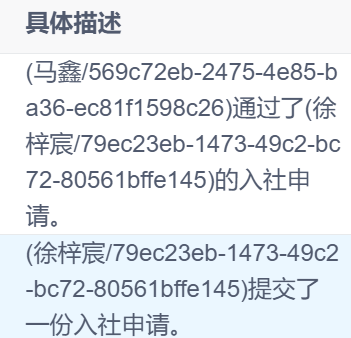 具体描述
(马鑫/569c72eb-2475-4e85-b
a36-ec81f1598c26)通过了(徐
梓宸/79ec23eb-1473-49c2-bc
72-80561bffe145)的入社申
请。
(徐梓宸/79ec23eb-1473-49c2
-bc72-80561bffe145)提交了
一份入社申请。